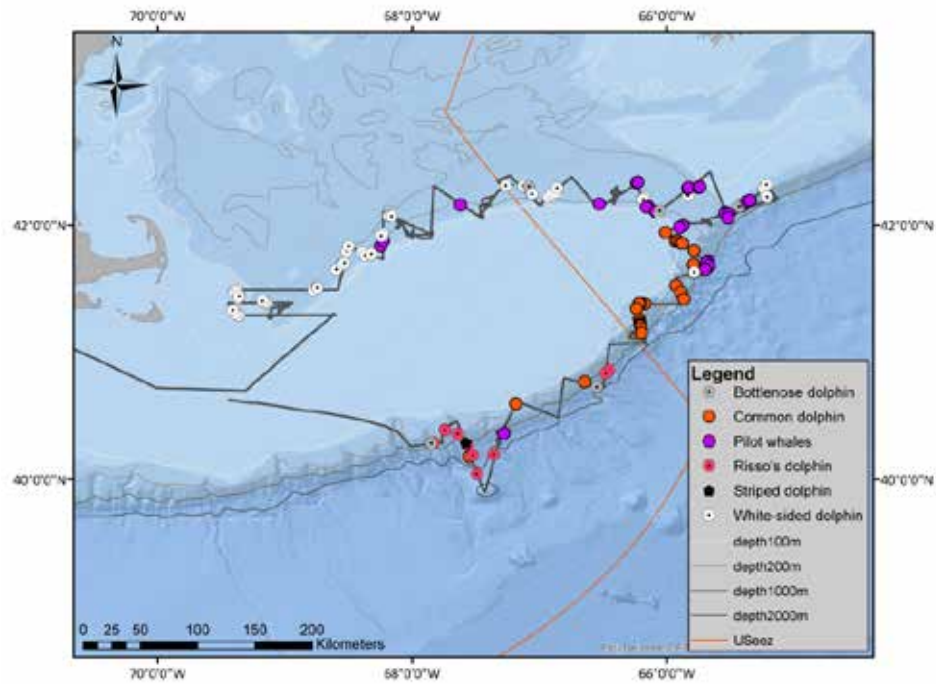 70°0'0"W 68°0'0"W 66°0'0"W
N
42°0'0"N 42°0'0"N
40°0'0"N 40°0'0"N
Legend
Bottlenose dolphin
Common dolphin
Pilot whales
Risso's dolphin
Striped dolphin
White-sided dolphin
depth100m
depth200m
depth1000m
depth2000m
USeez
0 25 50 100 150 200
Kilometers
70°0'0"W 68°0'0"W 66°0'0"W